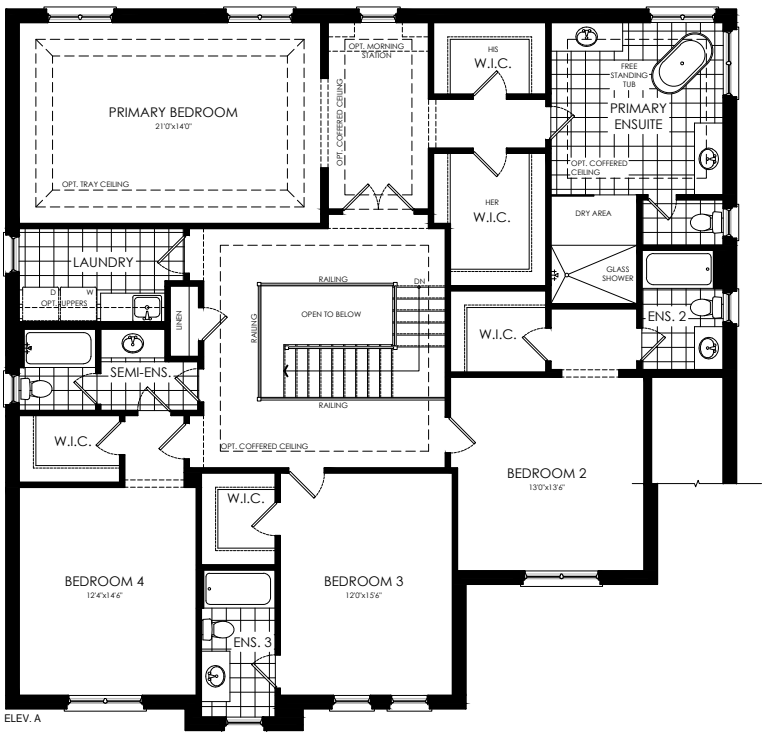 PRIMARY BEDROOM
21'0"x14'0"
OPT. TRAY CEILING
OPT. MORNING
STATION
OPT. COFFERED CEILING
OPT. COFFERED CEILING
HIS
W.I.C.
FREE
STANDING
TUB
PRIMARY
ENSUITE
OPT. COFFERED
CEILING
HER
W.I.C.
DRY AREA
GLASS
SHOWER
LAUNDRY
D W
OPT. UPPERS
LINEN
RAILING
DN
RAILING
OPEN TO BELOW
RAILING
OPT. COFFERED CEILING
W.I.C.
ENS. 2
SEMI-ENS.
W.I.C.
BEDROOM 2
13'0"x13'6"
W.I.C.
BEDROOM 4
12'4"x14'6"
BEDROOM 3
12'0"x15'6"
ENS. 3
ELEV. A